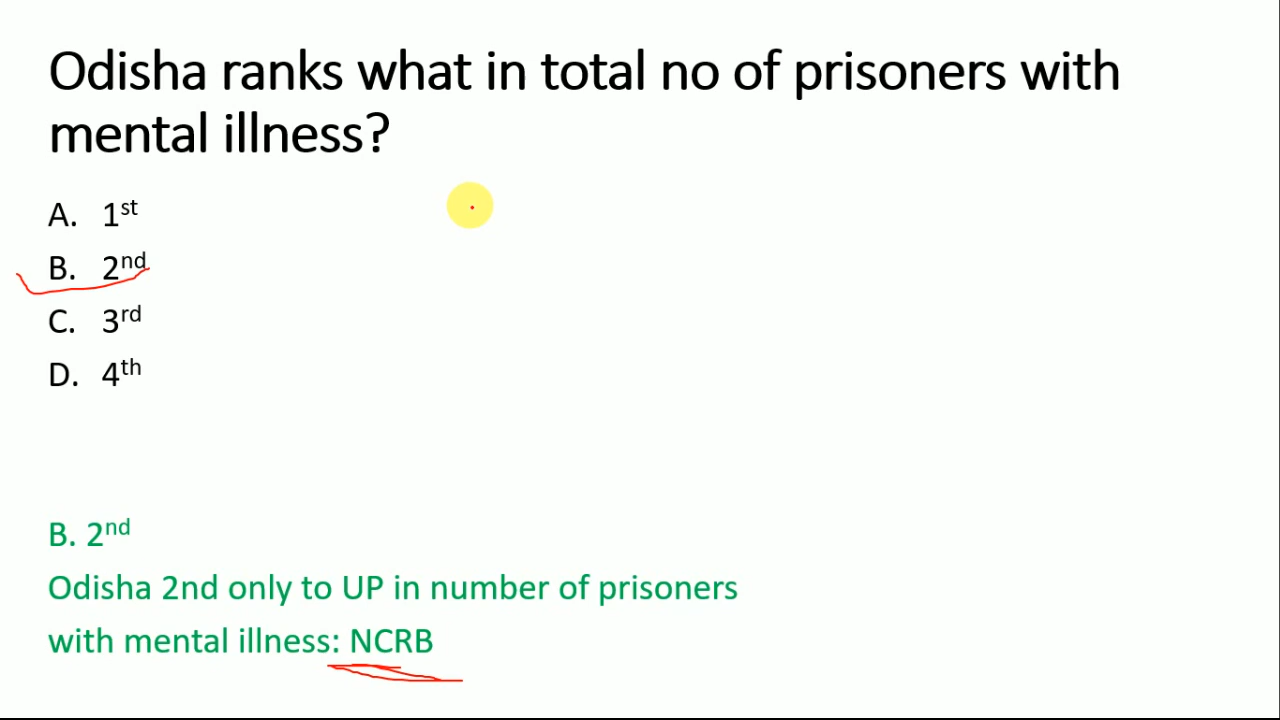 Odisha ranks what in total no of prisoners with
mental illness?
A. 1st
B. 2nd
C. 3rd
D. 4th
B. 2nd
Odisha 2nd only to UP in number of prisoners
with mental illness: NCRB